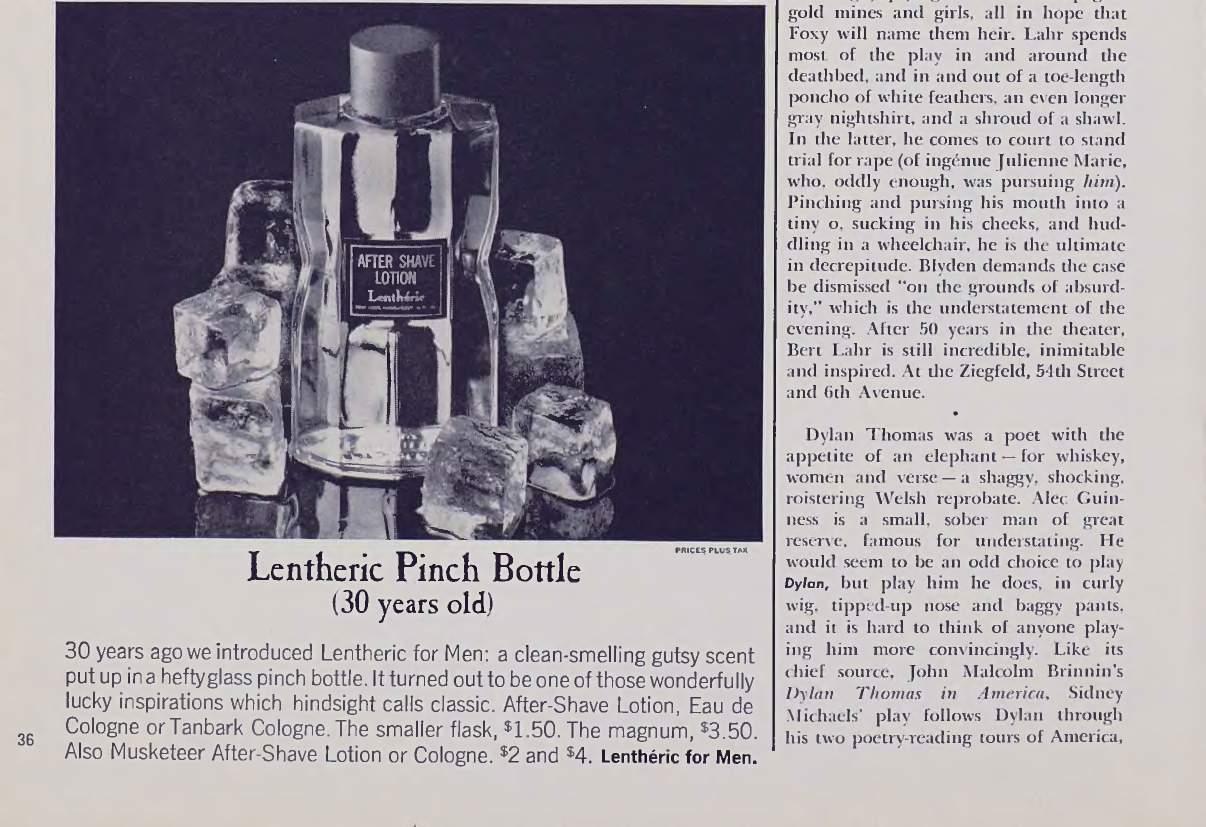 AFTER SHAVE
LOTION
Lenthéric
PRICES PLUS TAX
Lentheric Pinch Bottle
(30 years old)
30 years ago we introduced Lentheric for Men: a clean-smelling gutsy scent
put up in a hefty glass pinch bottle. It turned out to be one of those wonderfully
lucky inspirations which hindsight calls classic. After-Shave Lotion, Eau de
Cologne or Tanbark Cologne. The smaller flask, $1.50. The magnum, $3.50.
Also Musketeer After-Shave Lotion or Cologne. $2 and $4. Lenthéric for Men.
36
gold mines and girls, all in hope that
Foxy will name them heir. Lahr spends
most of the play in and around the
deathbed, and in and out of a toe-length
poncho of white feathers, an even longer
gray nightshirt, and a shroud of a shawl.
In the latter, he comes to court to stand
trial for rape (of ingénue Julienne Marie,
who, oddly enough, was pursuing him).
Pinching and pursing his mouth into a
tiny o, sucking in his cheeks, and hud-
dling in a wheelchair, he is the ultimate
in decrepitude. Blyden demands the case
be dismissed "on the grounds of absurd-
ity," which is the understatement of the
evening. After 50 years in the theater,
Bert Lahr is still incredible, inimitable
and inspired. At the Ziegfeld, 54th Street
and 6th Avenue.
•
Dylan Thomas was a poet with the
appetite of an elephant — for whiskey,
women and verse — a shaggy, shocking,
roistering Welsh reprobate. Alec Guin-
ness is a small, sober man of great
reserve, famous for understating. He
would seem to be an odd choice to play
Dylan, but play him he does, in curly
wig, tipped-up nose and baggy pants,
and it is hard to think of anyone play-
ing him more convincingly. Like its
chief source, John Malcolm Brinnin's
Dylan Thomas in America, Sidney
Michaels' play follows Dylan through
his two poetry-reading tours of America,